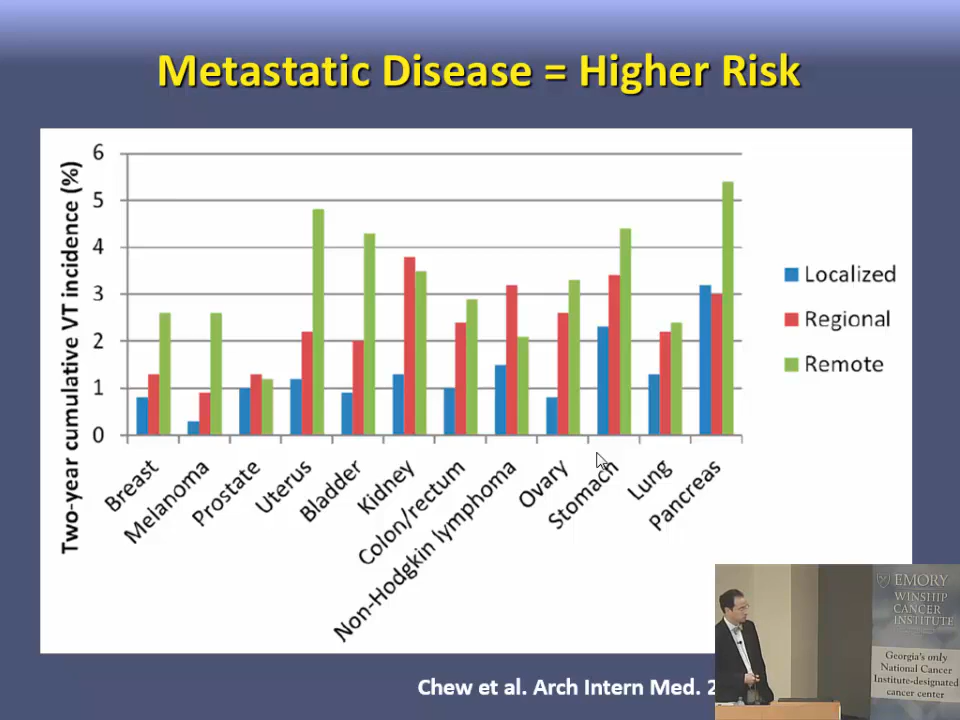 Metastatic Disease = Higher Risk
Two-year cumulative VT incidence (%)
6
5
4
3
2
1
0
Breast
Melanoma
Prostate
Uterus
Bladder
Kidney
Colon/rectum
Non-Hodgkin lymphoma
Ovary
Stomach
Lung
Pancreas
Localized
Regional
Remote
Chew et al. Arch Intern Med. 2
EMORY
WINSHIP
CANCER
INSTITUTE
Georgia's only
National Cancer
Institute-designated
cancer center